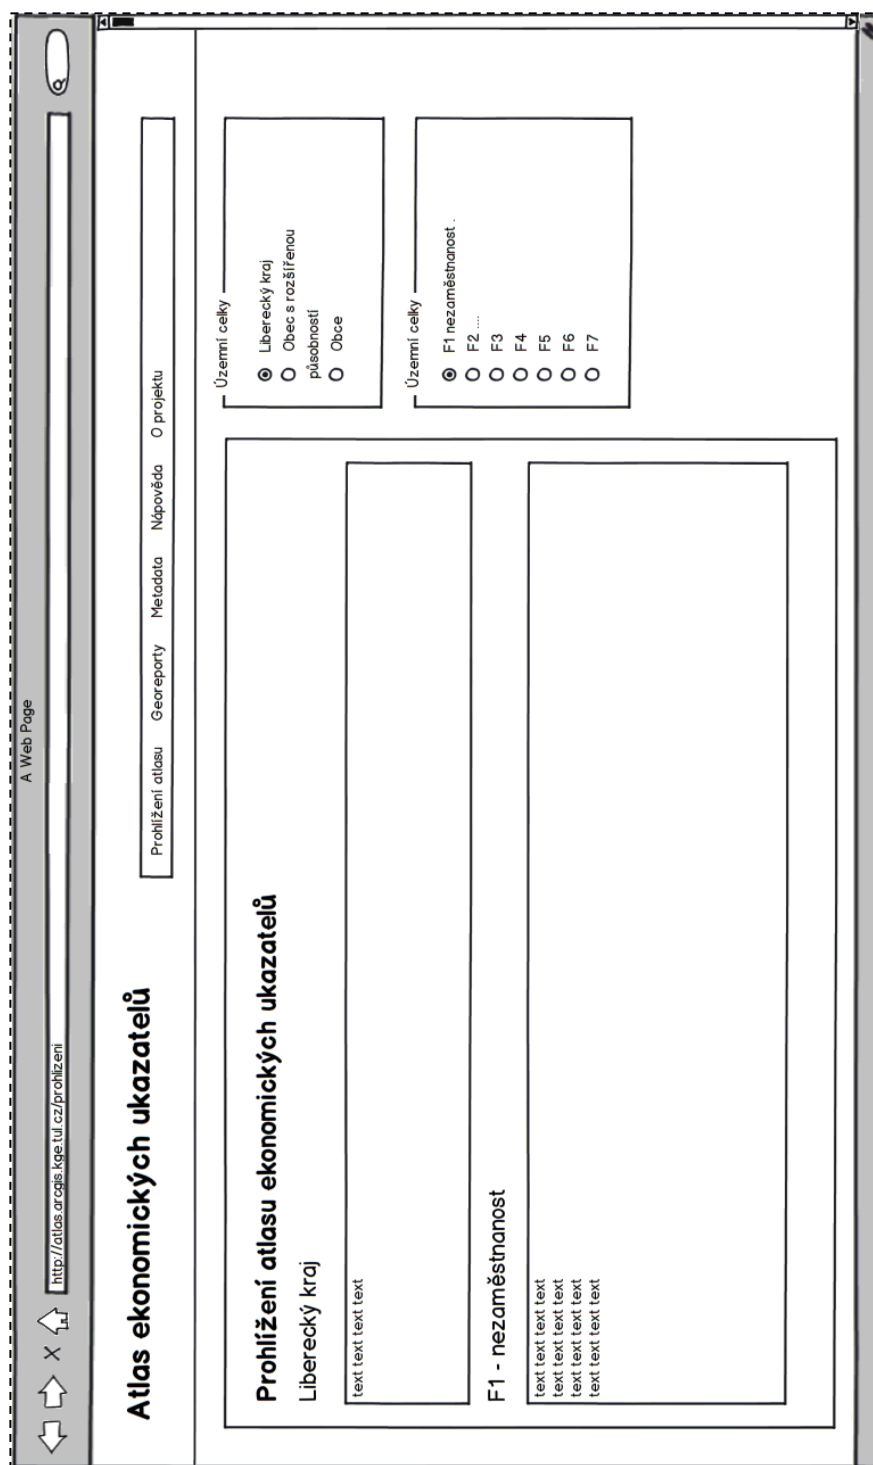 A Web Page
http://atlas.arcgis.kge.tul.cz/prohlizeni
Atlas ekonomických ukazatelů
Prohlížení atlasu Georeporty Metadata Nápověda O projektu
Prohlížení atlasu ekonomických ukazatelů
Liberecký kraj
text text text text
F1 - nezaměstnanost
text text text text
text text text text
text text text text
text text text text
Územní celky
Liberecký kraj
Obec s rozšířenou
působností
Obce
Územní celky
F1 nezaměstnanost .
F2 ....
F3
F4
F5
F6
F7